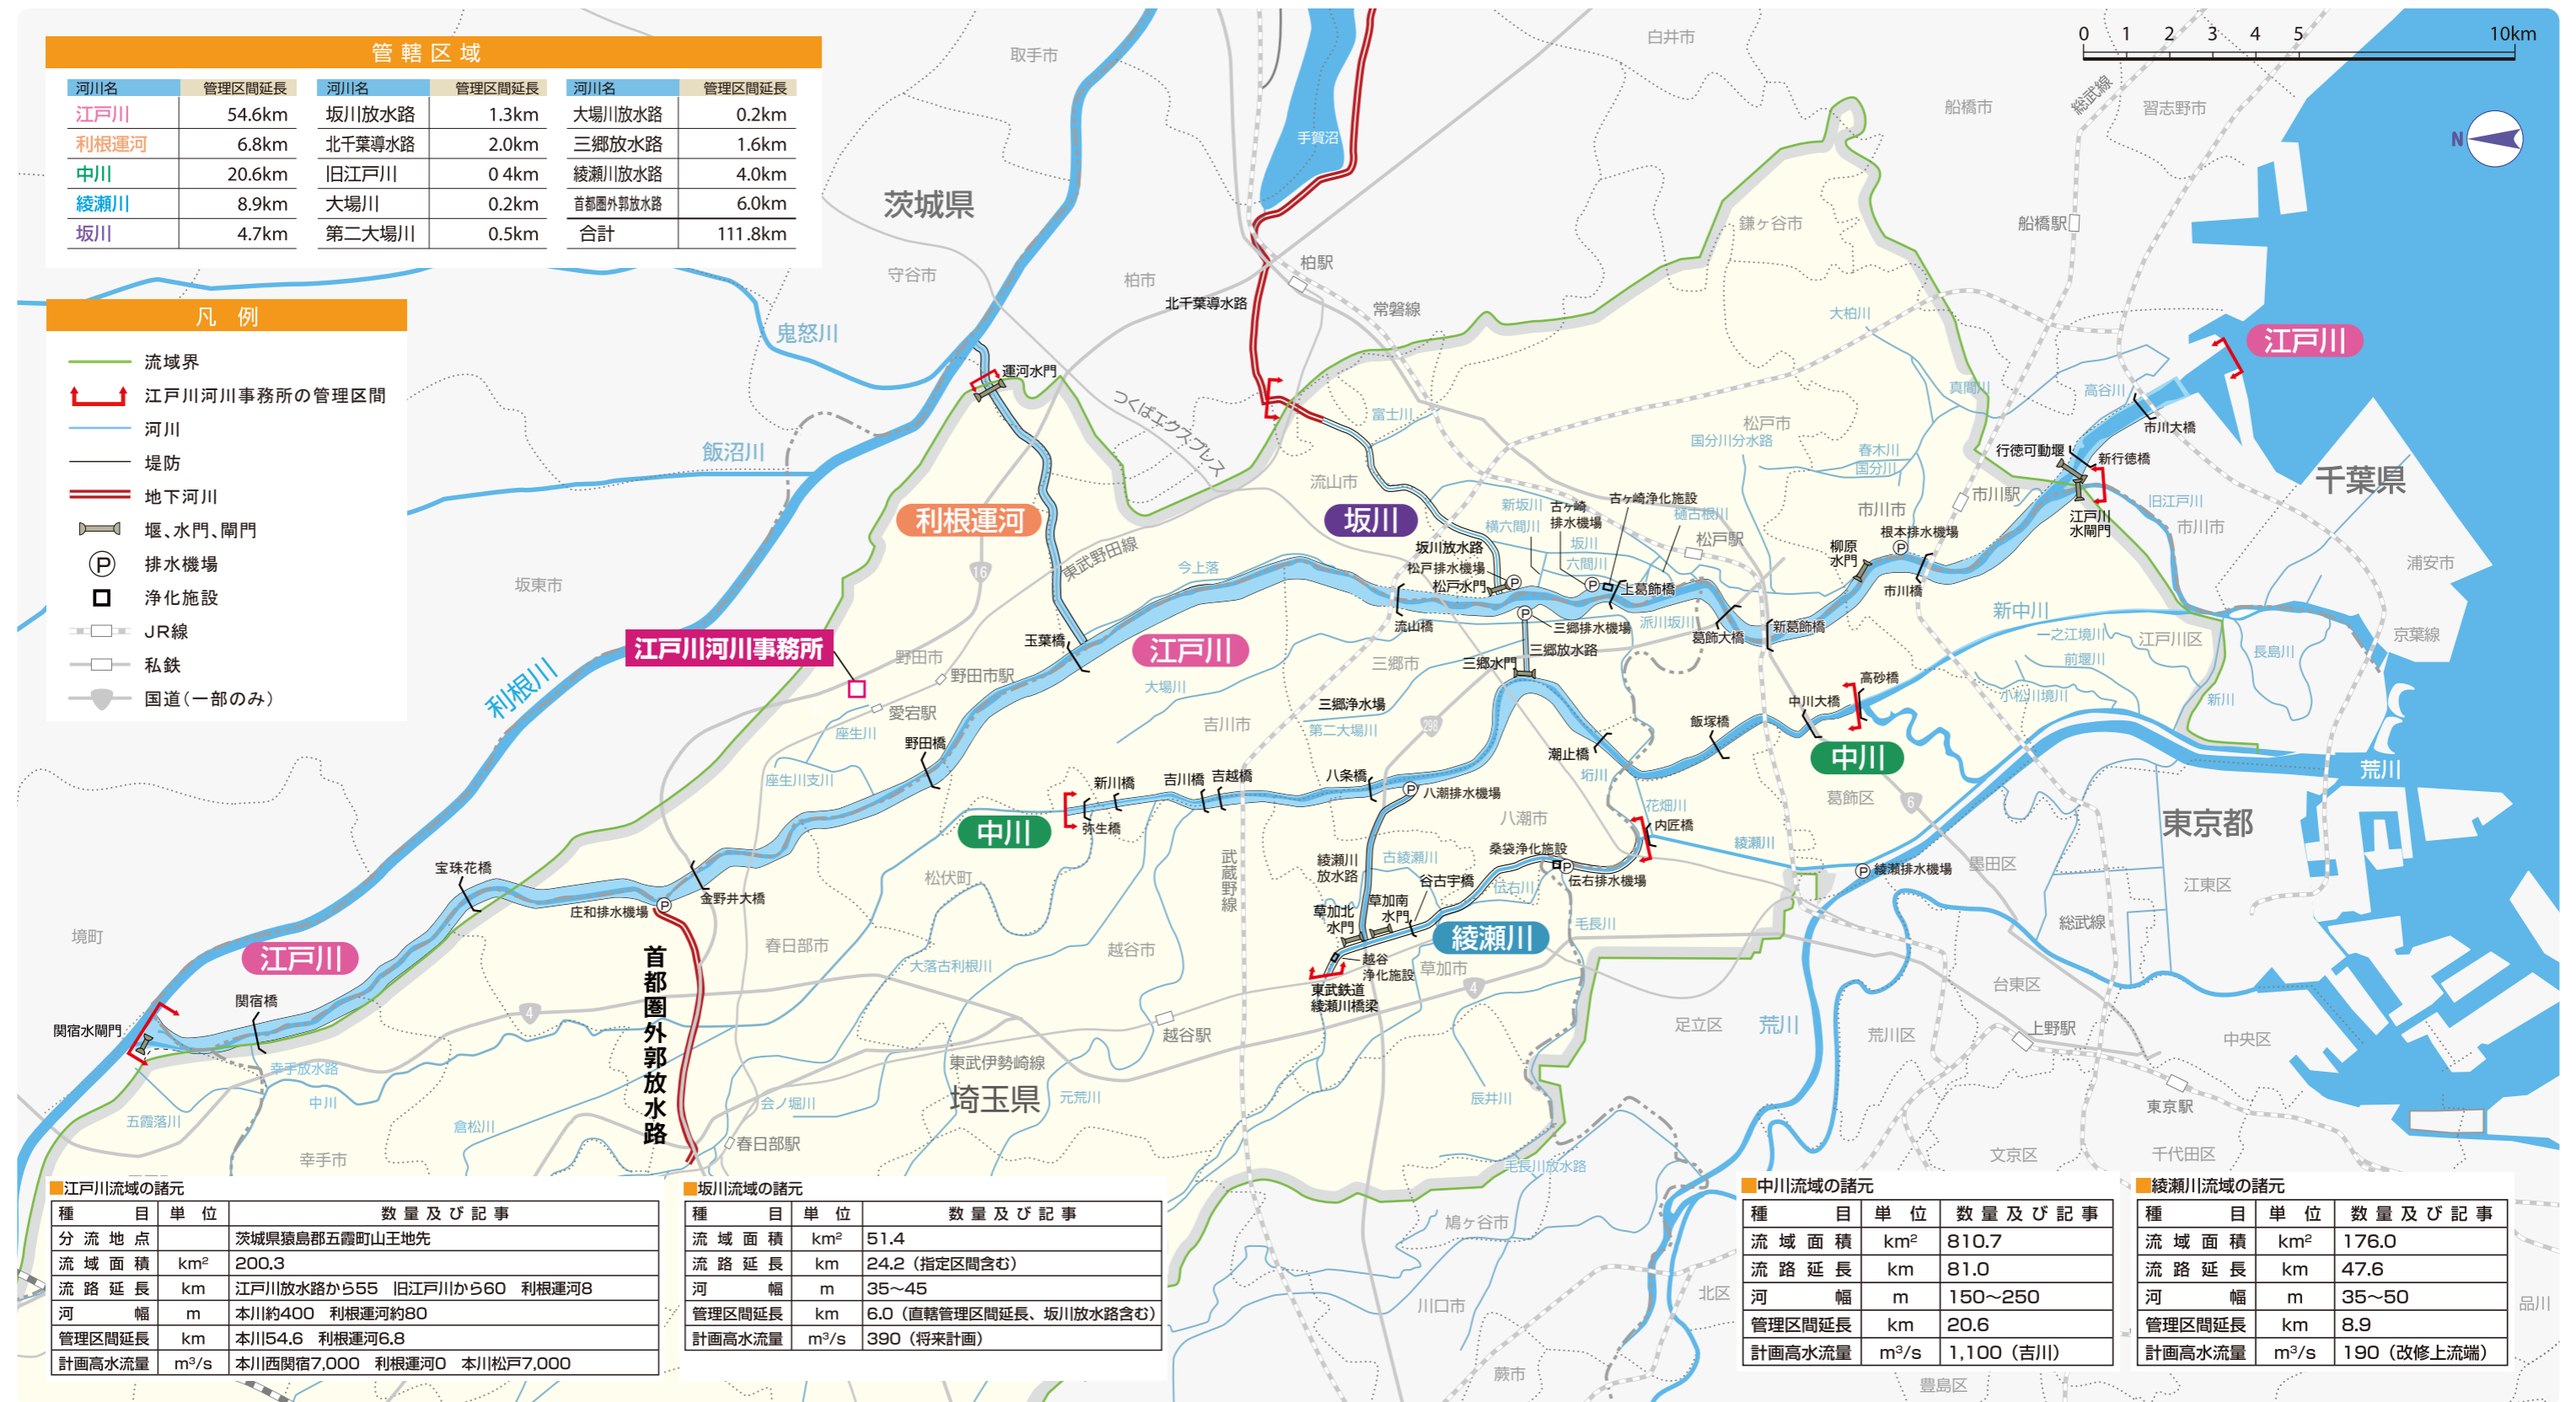 管轄区域
河川名 管理区間延長 河川名 管理区間延長 河川名 管理区間延長
江戸川 54.6km 坂川放水路 1.3km 大場川放水路 0.2km
利根運河 6.8km 北千葉導水路 2.0km 三郷放水路 1.6km
中川 20.6km 旧江戸川 0 4km 綾瀬川放水路 4.0km
綾瀬川 8.9km 大場川 0.2km 首都圏外郭放水路 6.0km
坂川 4.7km 第二大場川 0.5km 合計 111.8km
凡例
流域界
江戸川河川事務所の管理区間
河川
堤防
地下河川
堰、水門、閘門
P 排水機場
浄化施設
JR線
私鉄
国道(一部のみ)
0 1 2 3 4 5 10km
N
取手市
白井市
船橋市
総武線
習志野市
手賀沼
茨城県
鎌ヶ谷市
船橋駅
守谷市
柏市
柏駅
北千葉導水路
常磐線
大柏川
鬼怒川
江戸川
運河水門
つくばエクスプレス
富士川
松戸市
国分川分水路
真間川
高谷川
市川大橋
飯沼川
春木川
国分川
行徳可動堰
新行徳橋
千葉県
流山市
利根運河
坂川
新坂川
横六間川
古ヶ崎
排水機場
古ヶ崎浄化施設
樋古根川
坂川
六間川
松戸駅
市川市
市川駅
旧江戸川
市川市
江戸川
水閘門
根本排水機場
柳原
水門
坂川放水路
松戸排水機場
松戸水門
東武野田線
16
今上落
坂東市
上葛飾橋
市川橋
浦安市
新中川
流山橋
三郷排水機場
派川坂川
葛飾大橋
新葛飾橋
一之江境川
江戸川区
京葉線
江戸川河川事務所
玉葉橋
江戸川
三郷放水路
三郷水門
三郷市
前堰川
長島川
野田市
野田市駅
大場川
高砂橋
小松川境川
新川
利根川
愛宕駅
吉川市
三郷浄水場
第二大場川
298
飯塚橋
中川大橋
座生川
野田橋
潮止橋
中川
荒川
座生川支川
新川橋
吉川橋
吉越橋
八条橋
垳川
八潮排水機場
花畑川
葛飾区
6
中川
弥生橋
八潮市
内匠橋
東京都
武蔵野線
綾瀬川
放水路
古綾瀬川
桑袋浄化施設
綾瀬川
綾瀬排水機場
墨田区
江東区
宝珠花橋
松伏町
谷古宇橋
伝右川
伝右排水機場
庄和排水機場
金野井大橋
草加北
水門
草加南
水門
綾瀬川
毛長川
総武線
境町
春日部市
越谷市
江戸川
首都圏外郭放水路
大落古利根川
越谷
浄化施設
草加市
台東区
東武鉄道
綾瀬川橋梁
4
関宿橋
関宿水閘門
4
越谷駅
足立区
荒川
荒川区
上野駅
中央区
幸手放水路
東武伊勢崎線
埼玉県
元荒川
中川
会ノ堀川
辰井川
東京駅
五霞落川
倉松川
春日部駅
幸手市
毛長川放水路
文京区
千代田区
鳩ヶ谷市
川口市
北区
品川
蕨市
豊島区
■江戸川流域の諸元
種目 単位 数量及び記事
分流地点 茨城県猿島郡五霞町山王地先
流域面積 km² 200.3
流路延長 km 江戸川放水路から55 旧江戸川から60 利根運河8
河幅 m 本川約400 利根運河約80
管理区間延長 km 本川54.6 利根運河6.8
計画高水流量 m³/s 本川西関宿7,000 利根運河0 本川松戸7,000
■坂川流域の諸元
種目 単位 数量及び記事
流域面積 km² 51.4
流路延長 km 24.2(指定区間含む)
河幅 m 35〜45
管理区間延長 km 6.0(直轄管理区間延長、坂川放水路含む)
計画高水流量 m³/s 390(将来計画)
■中川流域の諸元
種目 単位 数量及び記事
流域面積 km² 810.7
流路延長 km 81.0
河幅 m 150〜250
管理区間延長 km 20.6
計画高水流量 m³/s 1,100(吉川)
■綾瀬川流域の諸元
種目 単位 数量及び記事
流域面積 km² 176.0
流路延長 km 47.6
河幅 m 35〜50
管理区間延長 km 8.9
計画高水流量 m³/s 190(改修上流端)